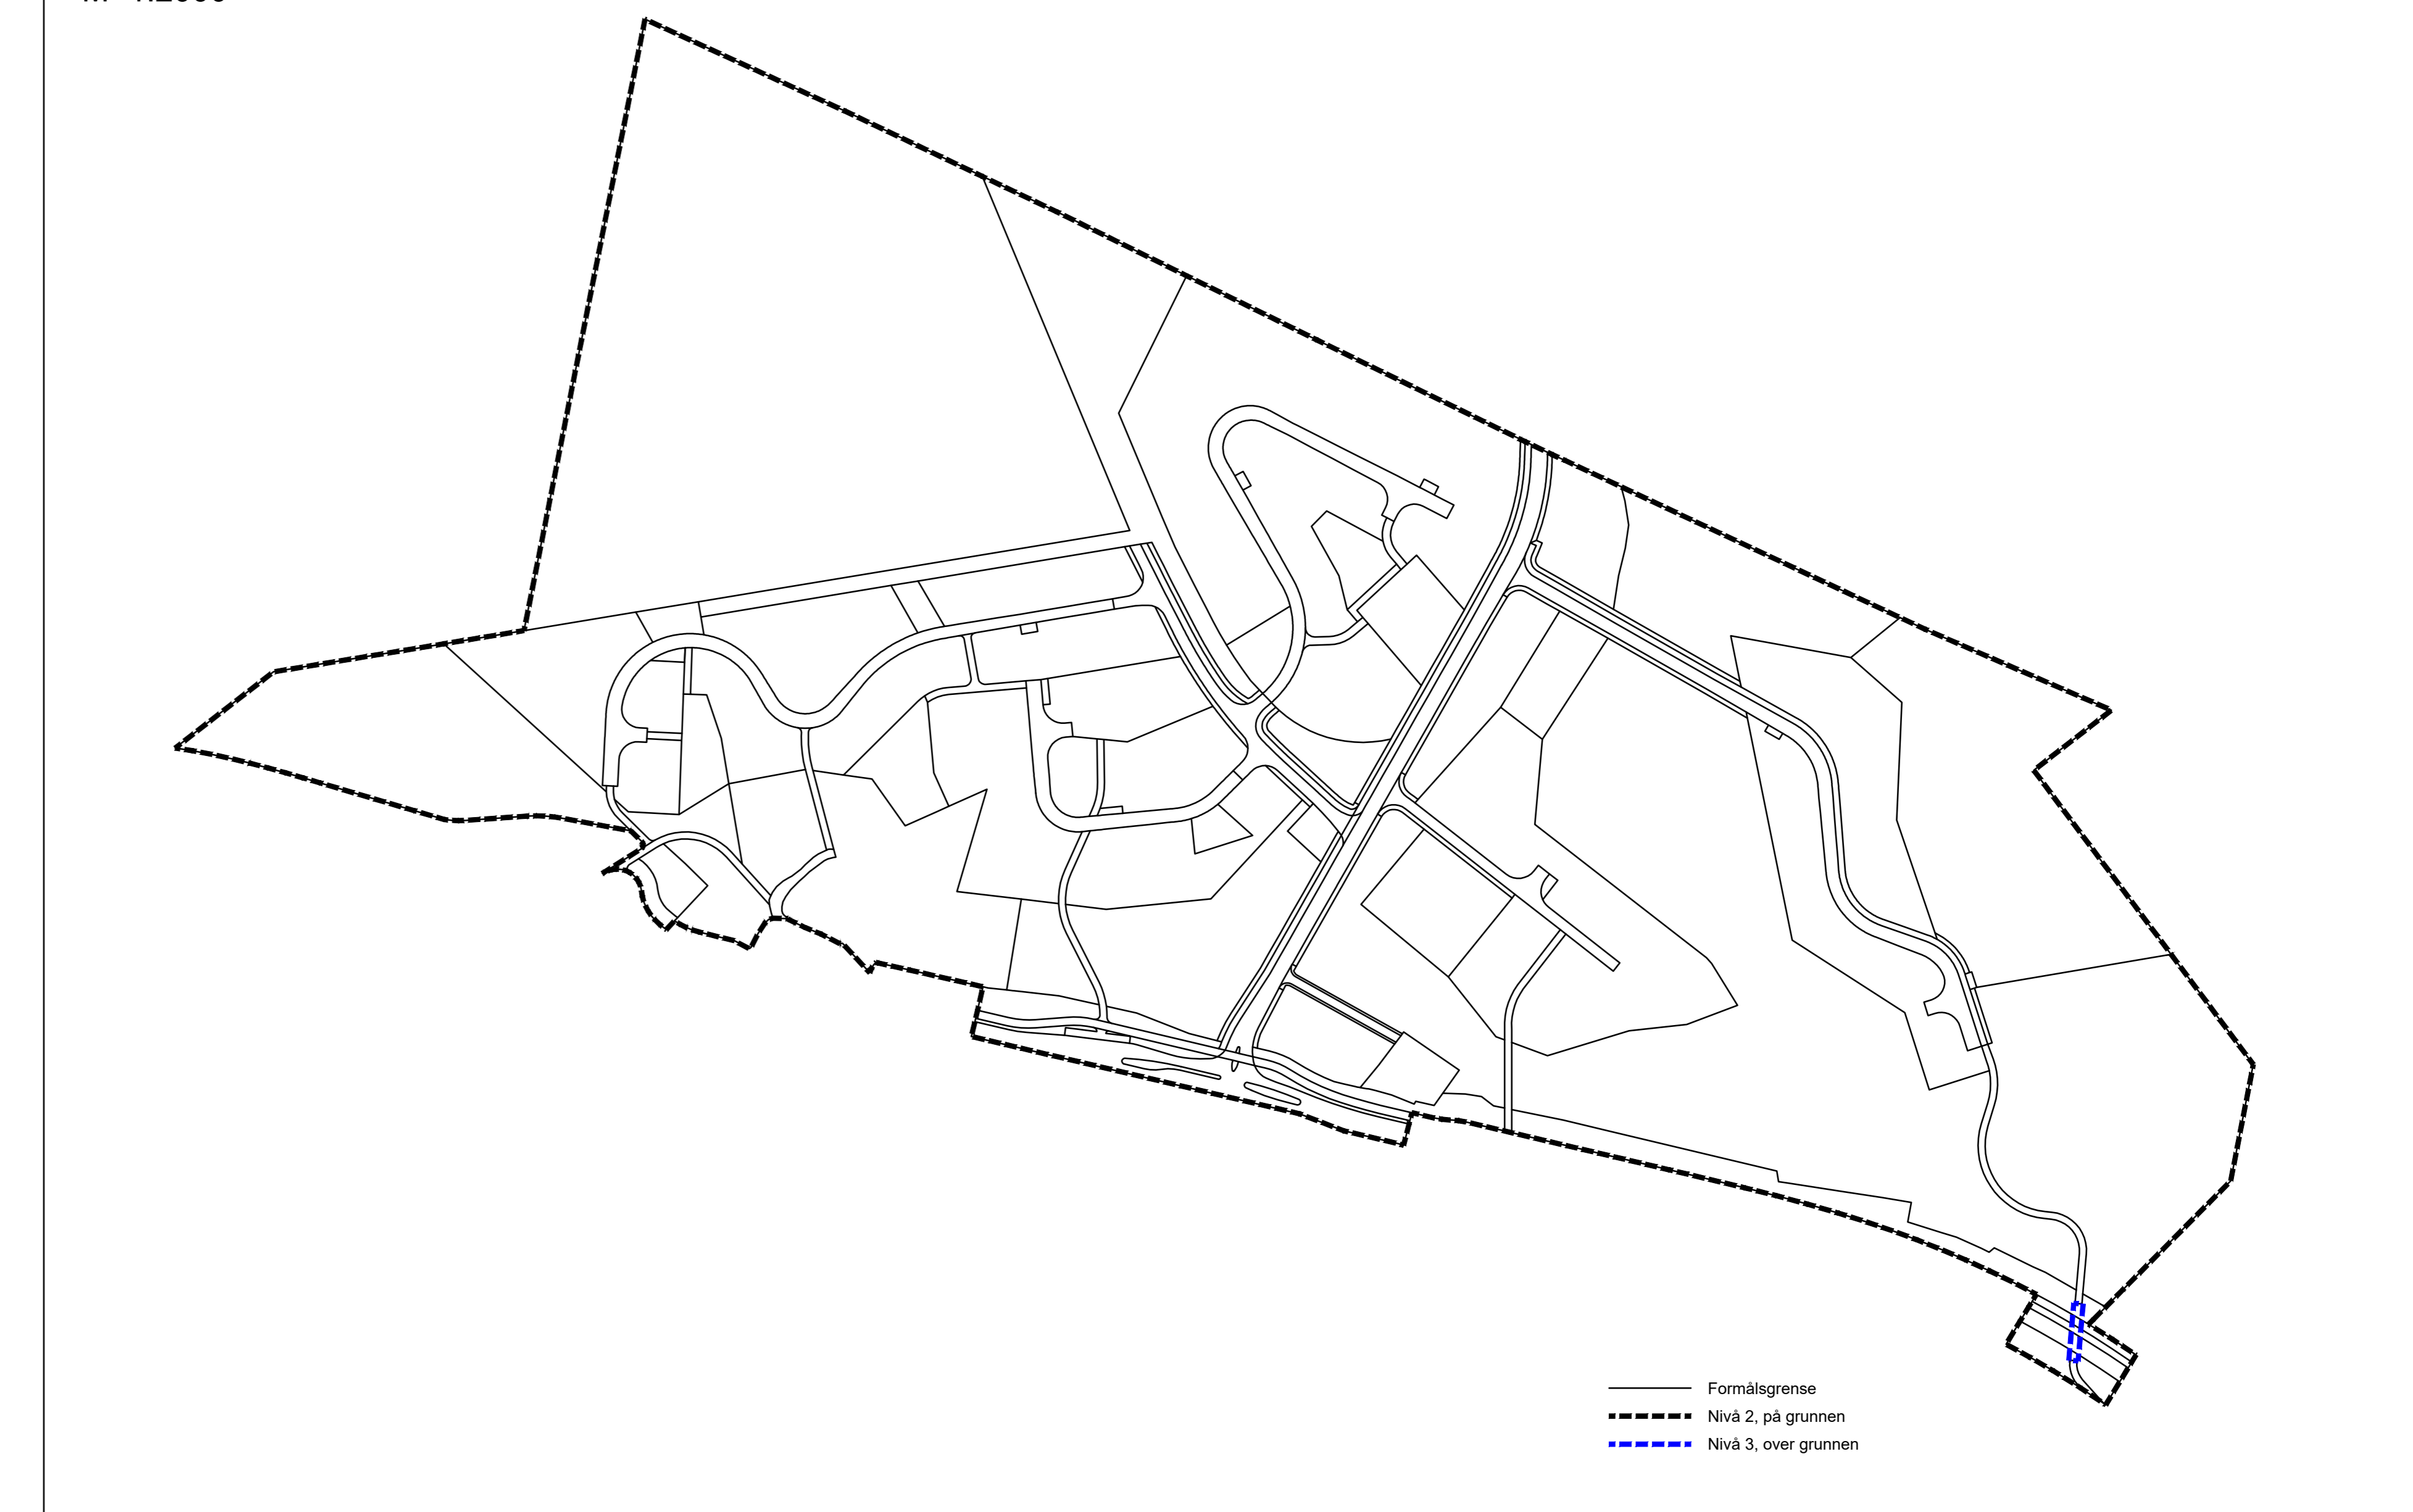 Formålsgrense
Nivå 2, på grunnen
Nivå 3, over grunnen